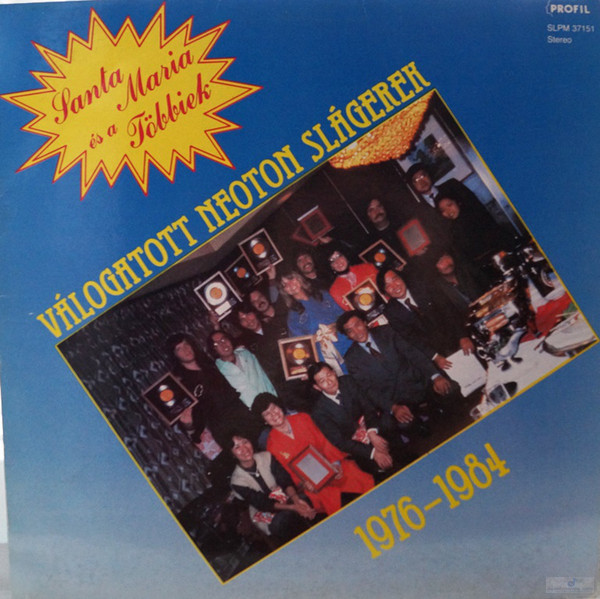 PROFIL
SLPM 37151
Stereo
Santa
Maria
és a Többiek
VÁLOGATOTT NEOTON SLÁGEREK
1976–1984